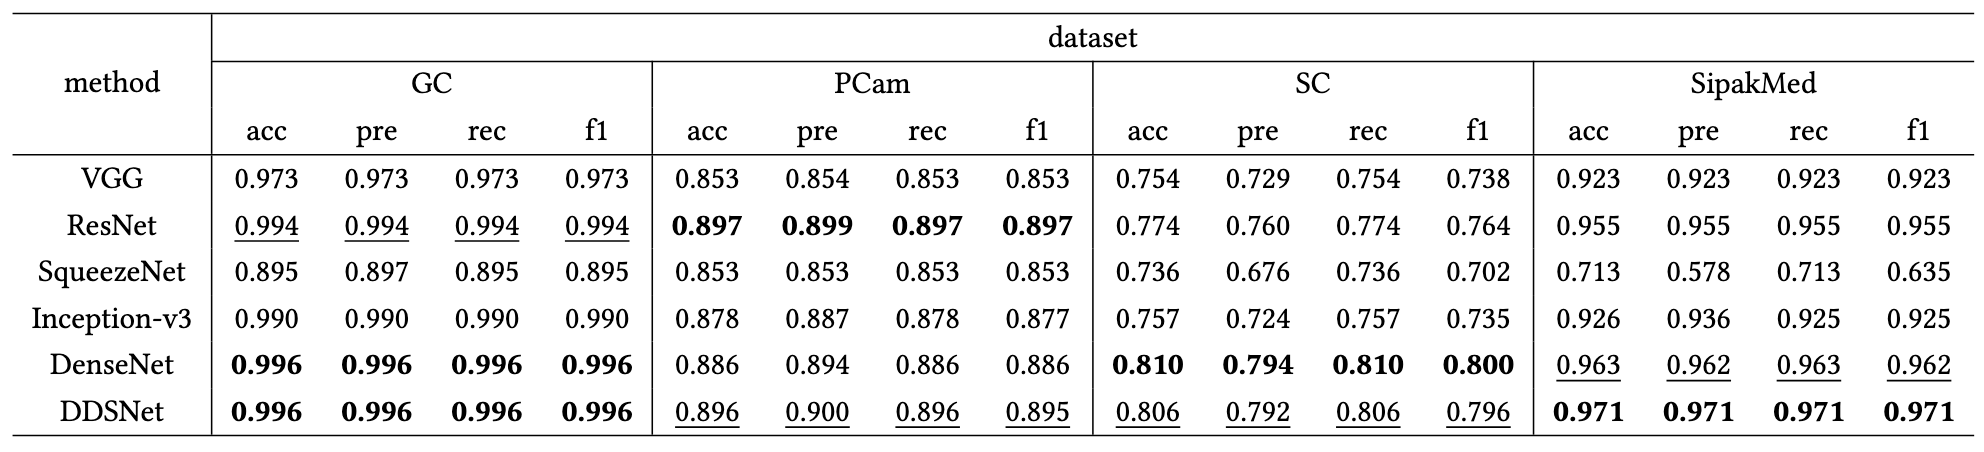 dataset
method GC PCam SC SipakMed
acc pre rec f1 acc pre rec f1 acc pre rec f1 acc pre rec f1
VGG 0.973 0.973 0.973 0.973 0.853 0.854 0.853 0.853 0.754 0.729 0.754 0.738 0.923 0.923 0.923 0.923
ResNet 0.994 0.994 0.994 0.994 0.897 0.899 0.897 0.897 0.774 0.760 0.774 0.764 0.955 0.955 0.955 0.955
SqueezeNet 0.895 0.897 0.895 0.895 0.853 0.853 0.853 0.853 0.736 0.676 0.736 0.702 0.713 0.578 0.713 0.635
Inception-v3 0.990 0.990 0.990 0.990 0.878 0.887 0.878 0.877 0.757 0.724 0.757 0.735 0.926 0.936 0.925 0.925
DenseNet 0.996 0.996 0.996 0.996 0.886 0.894 0.886 0.886 0.810 0.794 0.810 0.800 0.963 0.962 0.963 0.962
DDSNet 0.996 0.996 0.996 0.996 0.896 0.900 0.896 0.895 0.806 0.792 0.806 0.796 0.971 0.971 0.971 0.971